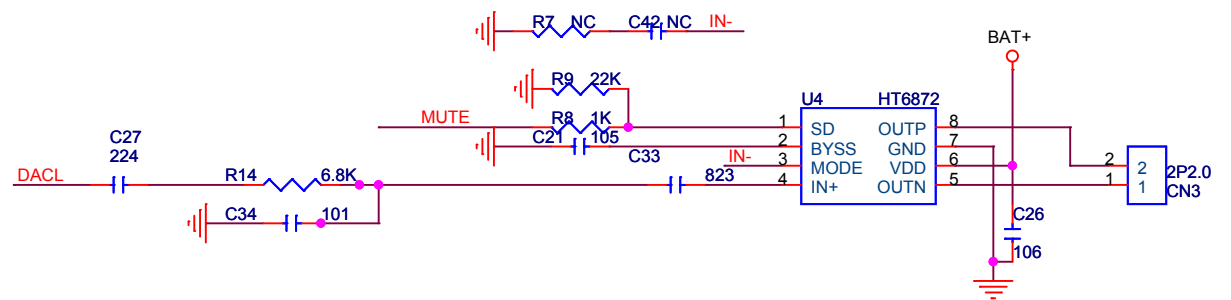 R7 NC C42 NC IN-
BAT+
R9 22K
U4 HT6872
MUTE R8 1K 1 SD OUTP 8
C21 105 2 BYSS GND 7
C27
224
C33
IN- 3 MODE VDD 6 2 2 2P2.0
DACL R14 6.8K 823 4 IN+ OUTN 5 1 1 CN3
C34 101
C26
106